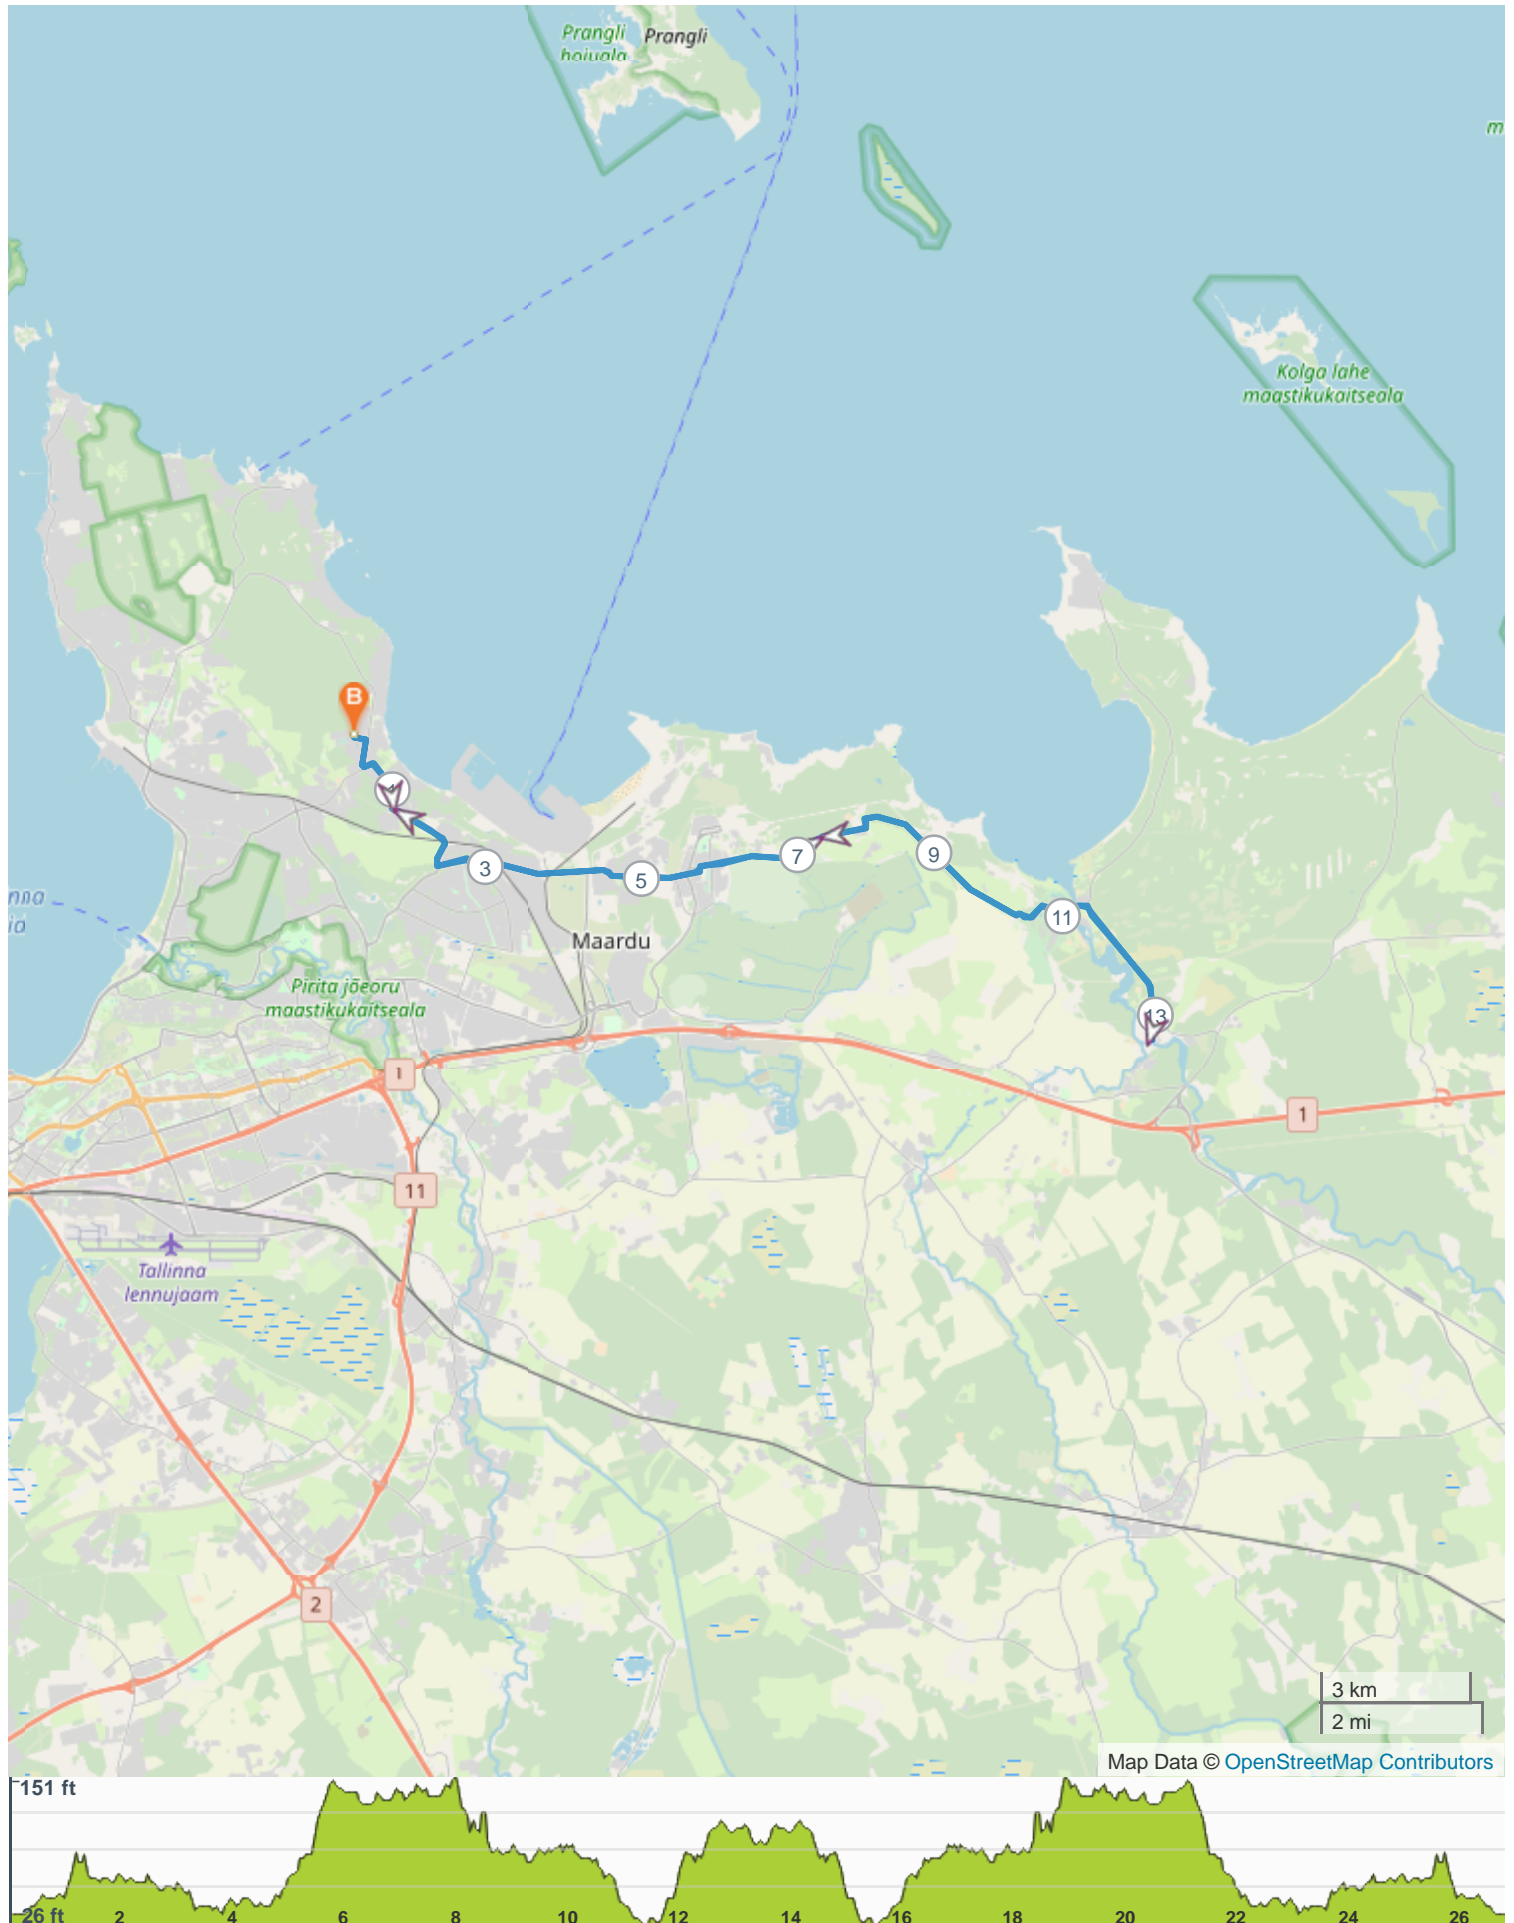 Prangli
hoiuala
Prangli
m
Kolga lahe
maastikukaitseala
B
3
5
7
9
11
13
Maardu
Pirita jõeoru
maastikukaitseala
1
1
11
Tallinna
lennujaam
2
3 km
2 mi
Map Data © OpenStreetMap Contributors
151 ft
26 ft 2 4 6 8 10 12 14 16 18 20 22 24 26